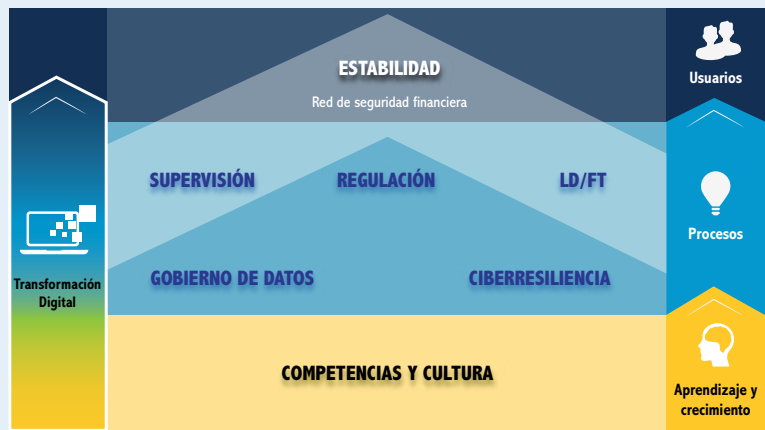 ESTABILIDAD
Red de seguridad financiera
Usuarios
SUPERVISIÓN
REGULACIÓN
LD/FT
Procesos
GOBIERNO DE DATOS
CIBERRESILIENCIA
Transformación
Digital
COMPETENCIAS Y CULTURA
Aprendizaje y
crecimiento